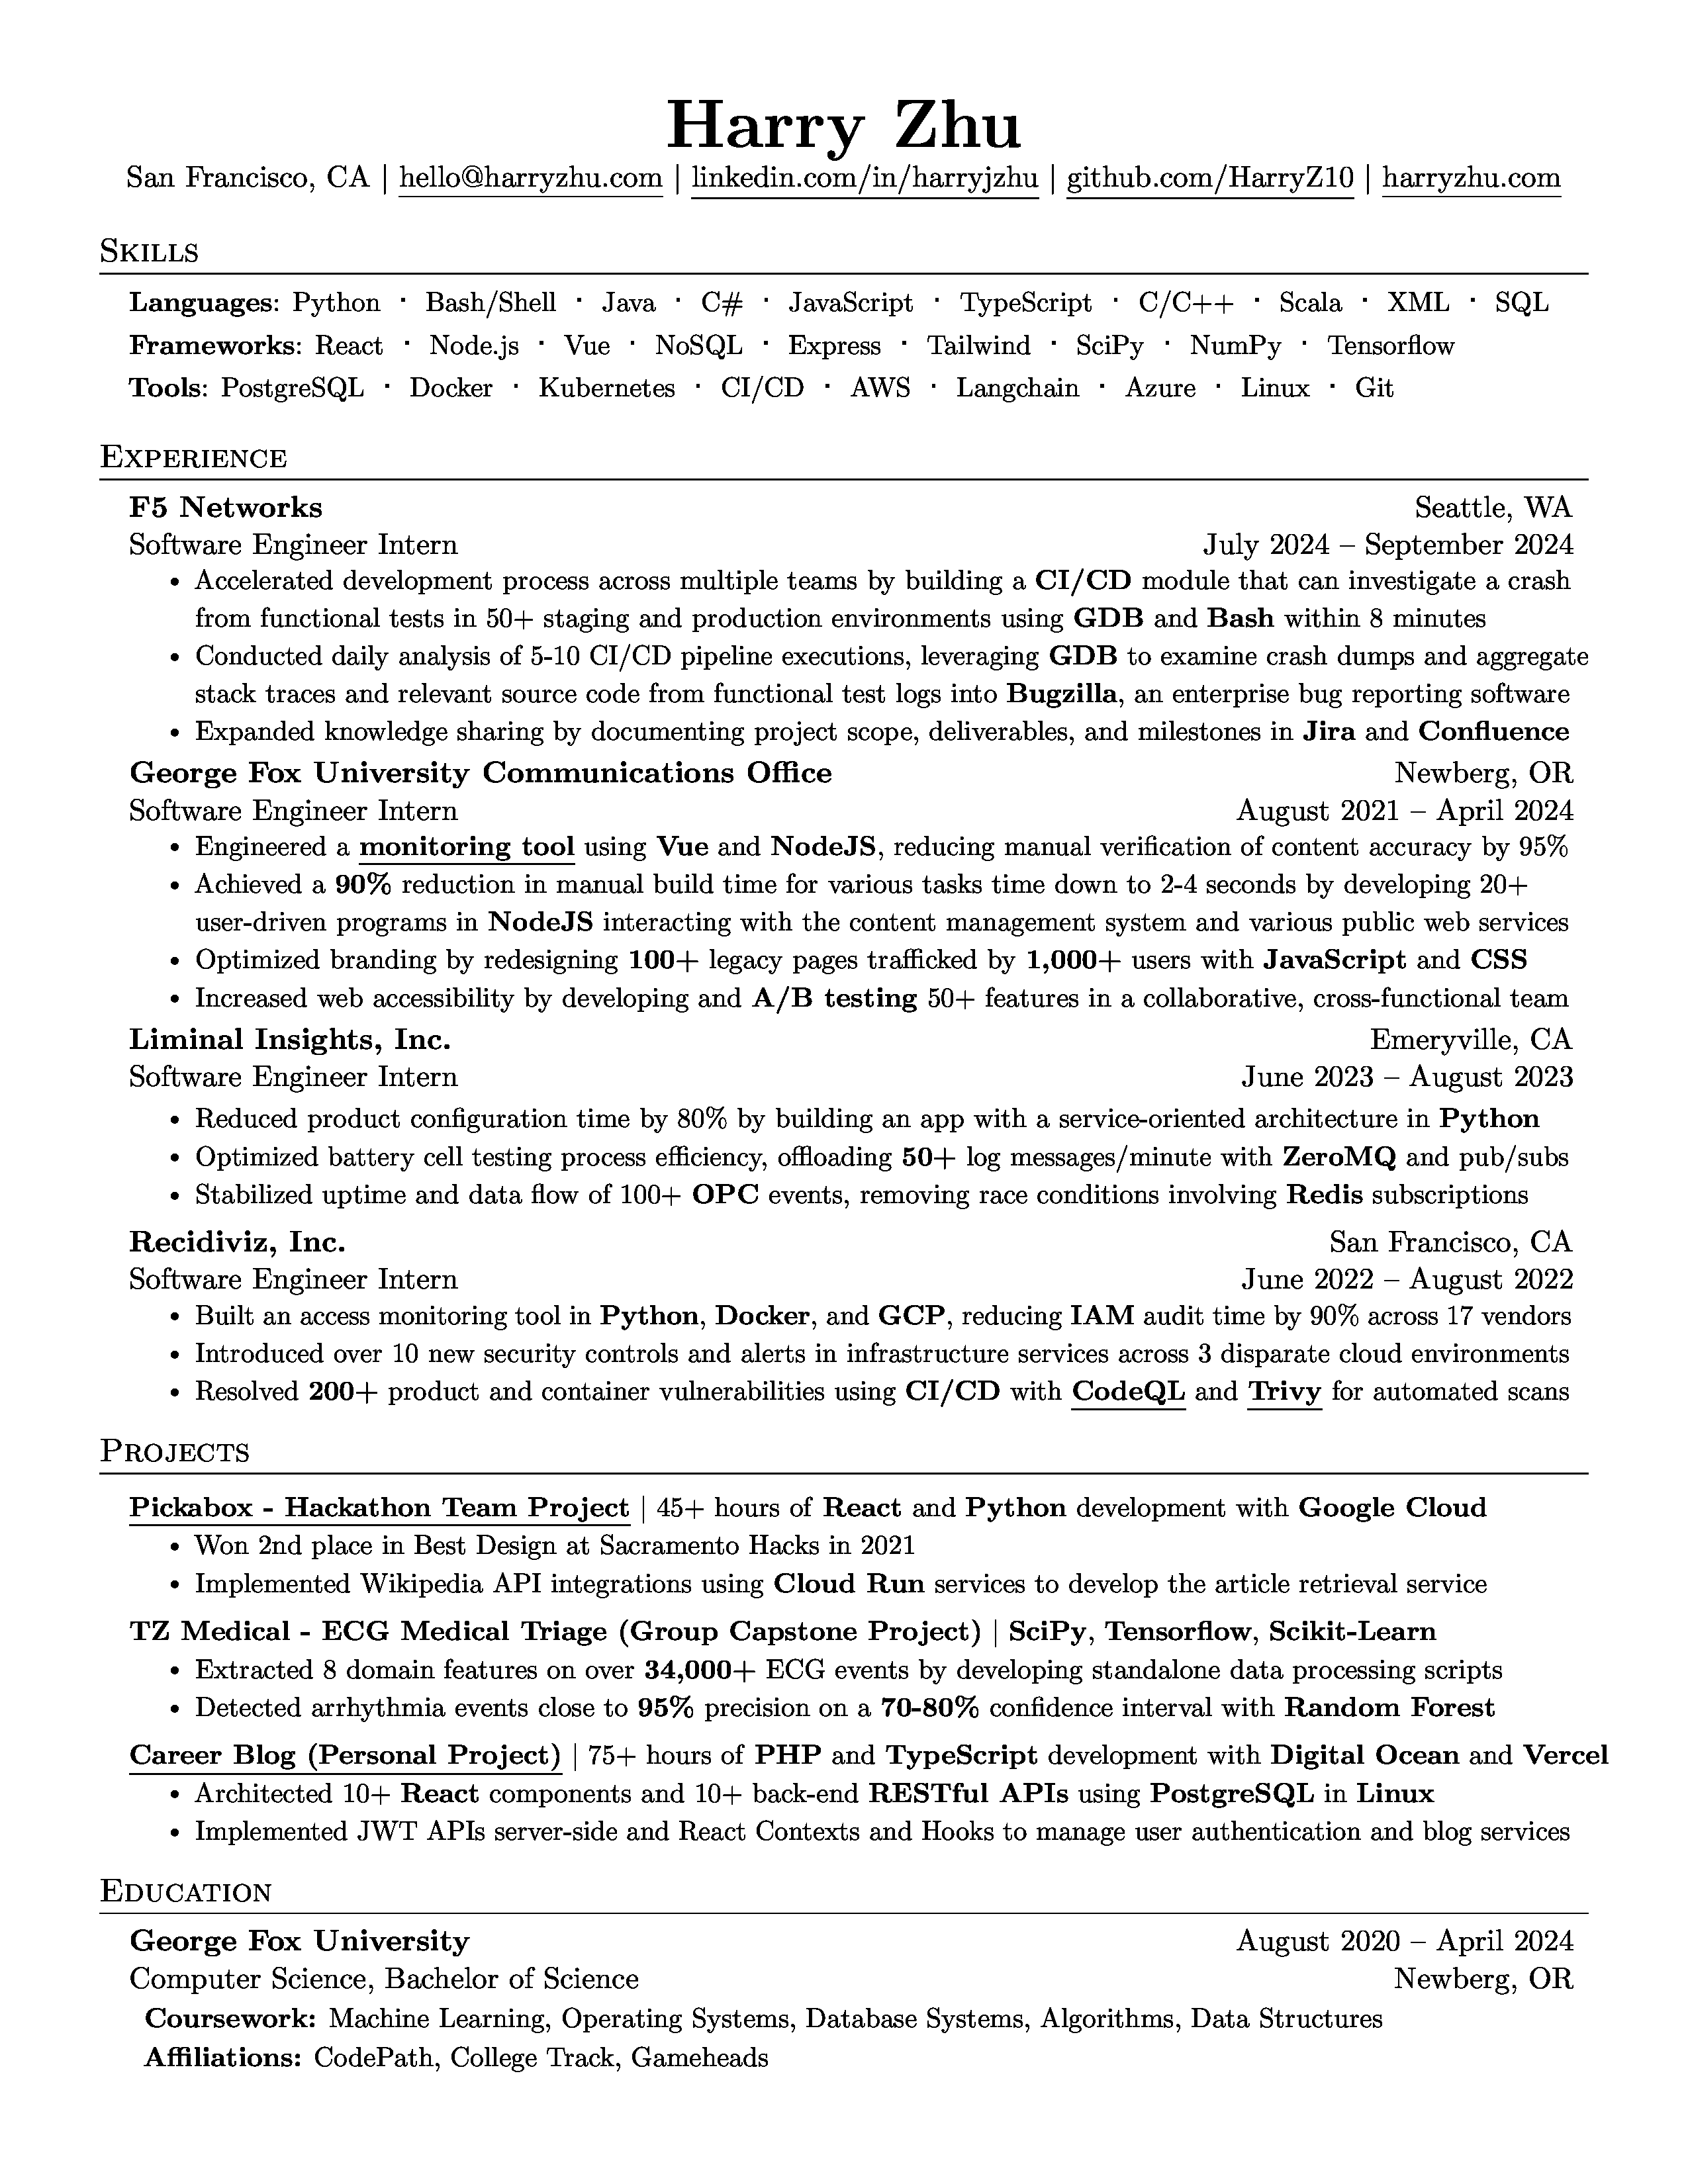 Harry Zhu
San Francisco, CA | hello@harryzhu.com | linkedin.com/in/harryjzhu | github.com/HarryZ10 | harryzhu.com
Skills
Languages: Python · Bash/Shell · Java · C# · JavaScript · TypeScript · C/C++ · Scala · XML · SQL
Frameworks: React · Node.js · Vue · NoSQL · Express · Tailwind · SciPy · NumPy · Tensorflow
Tools: PostgreSQL · Docker · Kubernetes · CI/CD · AWS · Langchain · Azure · Linux · Git
Experience
F5 Networks Seattle, WA
Software Engineer Intern July 2024 – September 2024
• Accelerated development process across multiple teams by building a CI/CD module that can investigate a crash
from functional tests in 50+ staging and production environments using GDB and Bash within 8 minutes
• Conducted daily analysis of 5-10 CI/CD pipeline executions, leveraging GDB to examine crash dumps and aggregate
stack traces and relevant source code from functional test logs into Bugzilla, an enterprise bug reporting software
• Expanded knowledge sharing by documenting project scope, deliverables, and milestones in Jira and Confluence
George Fox University Communications Office Newberg, OR
Software Engineer Intern August 2021 – April 2024
• Engineered a monitoring tool using Vue and NodeJS, reducing manual verification of content accuracy by 95%
• Achieved a 90% reduction in manual build time for various tasks time down to 2-4 seconds by developing 20+
user-driven programs in NodeJS interacting with the content management system and various public web services
• Optimized branding by redesigning 100+ legacy pages trafficked by 1,000+ users with JavaScript and CSS
• Increased web accessibility by developing and A/B testing 50+ features in a collaborative, cross-functional team
Liminal Insights, Inc. Emeryville, CA
Software Engineer Intern June 2023 – August 2023
• Reduced product configuration time by 80% by building an app with a service-oriented architecture in Python
• Optimized battery cell testing process efficiency, offloading 50+ log messages/minute with ZeroMQ and pub/subs
• Stabilized uptime and data flow of 100+ OPC events, removing race conditions involving Redis subscriptions
Recidiviz, Inc. San Francisco, CA
Software Engineer Intern June 2022 – August 2022
• Built an access monitoring tool in Python, Docker, and GCP, reducing IAM audit time by 90% across 17 vendors
• Introduced over 10 new security controls and alerts in infrastructure services across 3 disparate cloud environments
• Resolved 200+ product and container vulnerabilities using CI/CD with CodeQL and Trivy for automated scans
Projects
Pickabox - Hackathon Team Project | 45+ hours of React and Python development with Google Cloud
• Won 2nd place in Best Design at Sacramento Hacks in 2021
• Implemented Wikipedia API integrations using Cloud Run services to develop the article retrieval service
TZ Medical - ECG Medical Triage (Group Capstone Project) | SciPy, Tensorflow, Scikit-Learn
• Extracted 8 domain features on over 34,000+ ECG events by developing standalone data processing scripts
• Detected arrhythmia events close to 95% precision on a 70-80% confidence interval with Random Forest
Career Blog (Personal Project) | 75+ hours of PHP and TypeScript development with Digital Ocean and Vercel
• Architected 10+ React components and 10+ back-end RESTful APIs using PostgreSQL in Linux
• Implemented JWT APIs server-side and React Contexts and Hooks to manage user authentication and blog services
Education
George Fox University August 2020 – April 2024
Computer Science, Bachelor of Science Newberg, OR
Coursework: Machine Learning, Operating Systems, Database Systems, Algorithms, Data Structures
Affiliations: CodePath, College Track, Gameheads